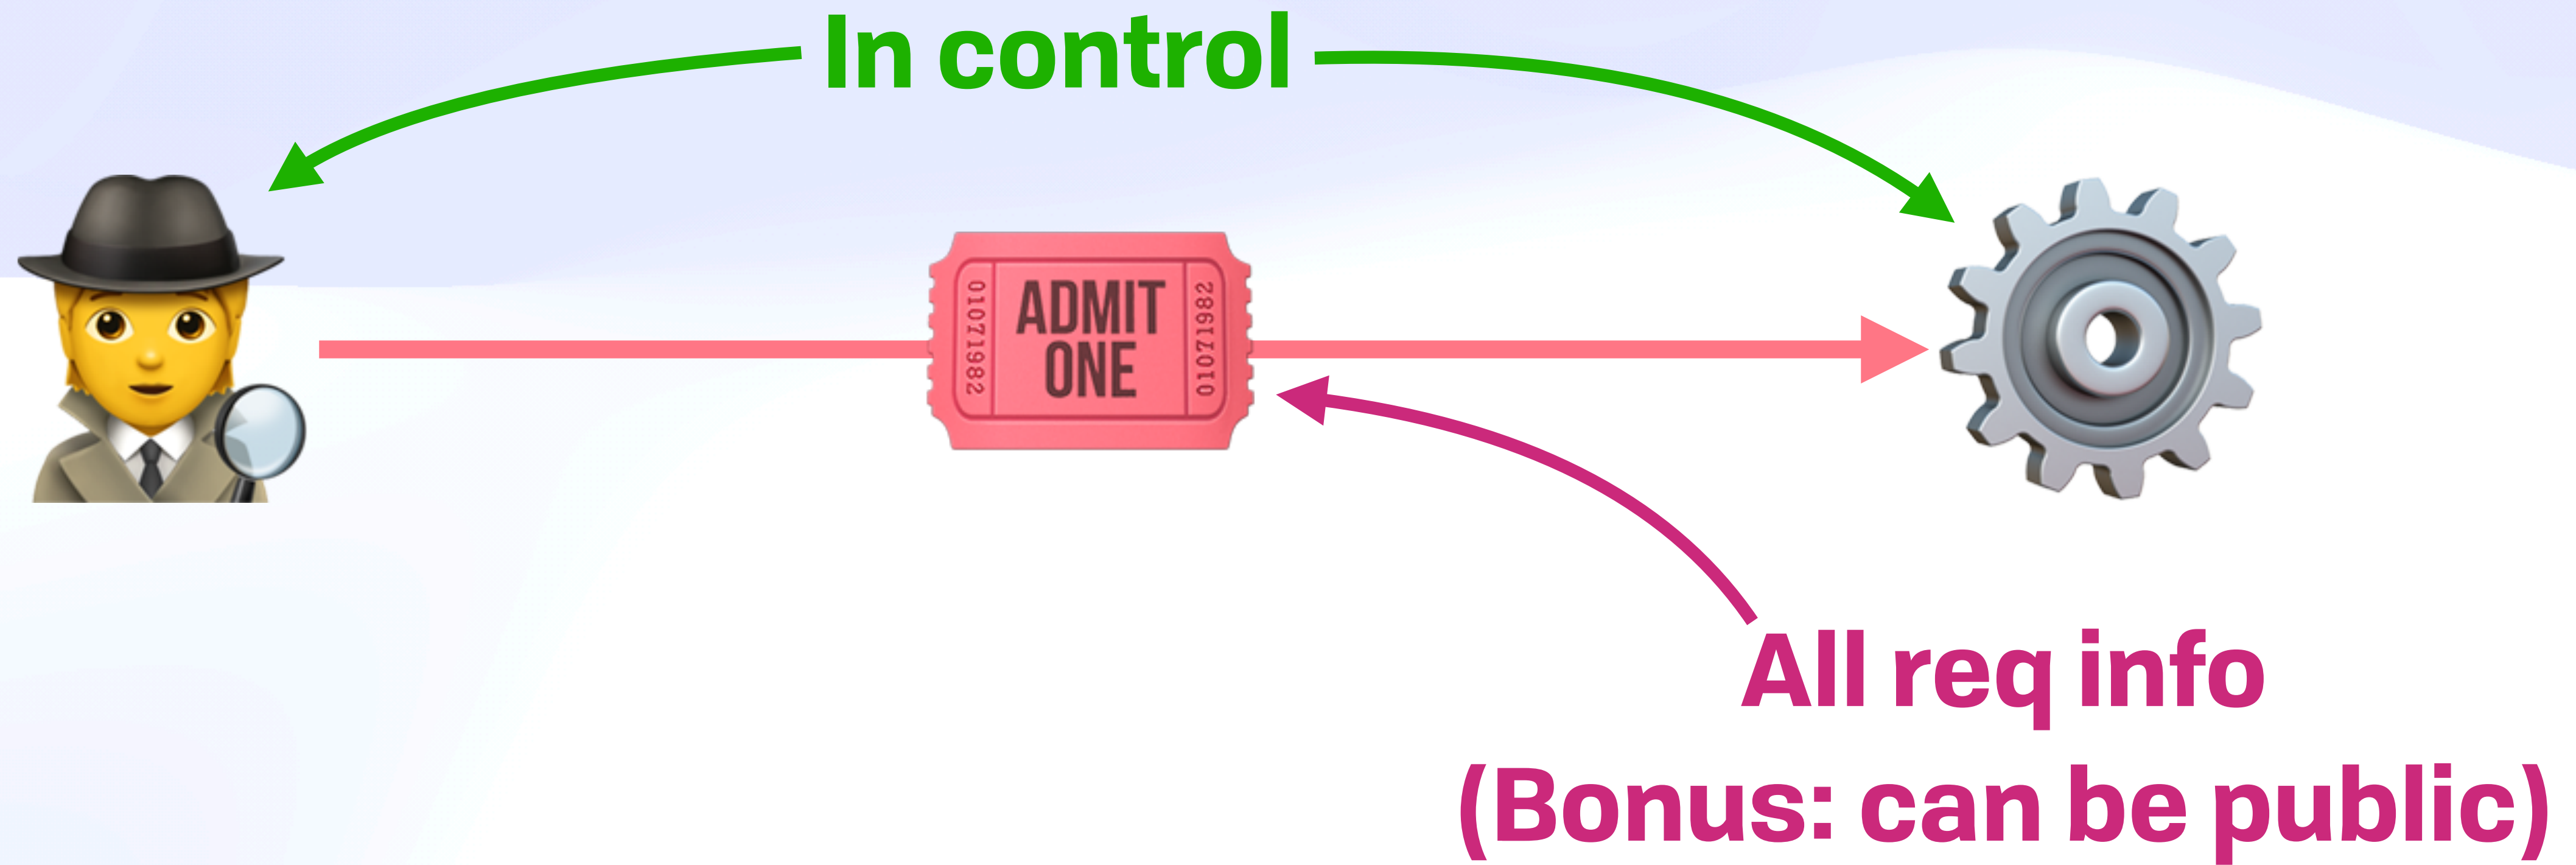 In control
01071982
ADMIT
ONE
01071982
All req info
(Bonus: can be public)